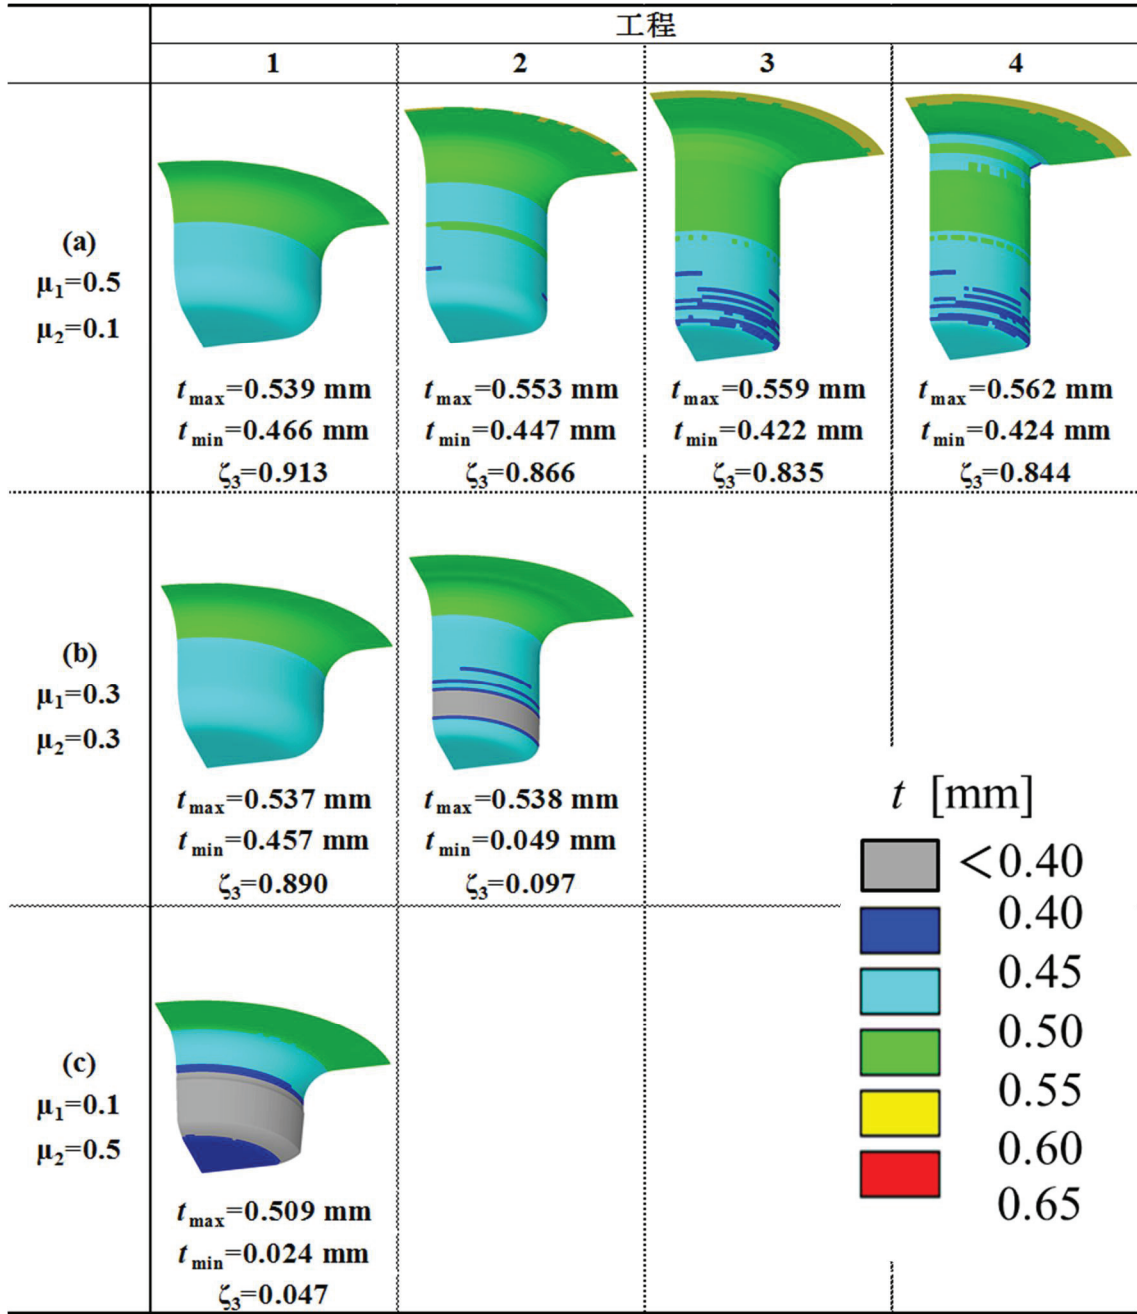 工程
1 2 3 4
(a)
μ1=0.5
μ2=0.1
tmax=0.539 mm
tmin=0.466 mm
ζ3=0.913
tmax=0.553 mm
tmin=0.447 mm
ζ3=0.866
tmax=0.559 mm
tmin=0.422 mm
ζ3=0.835
tmax=0.562 mm
tmin=0.424 mm
ζ3=0.844
(b)
μ1=0.3
μ2=0.3
tmax=0.537 mm
tmin=0.457 mm
ζ3=0.890
tmax=0.538 mm
tmin=0.049 mm
ζ3=0.097
(c)
μ1=0.1
μ2=0.5
tmax=0.509 mm
tmin=0.024 mm
ζ3=0.047
t [mm]
<0.40
0.40
0.45
0.50
0.55
0.60
0.65